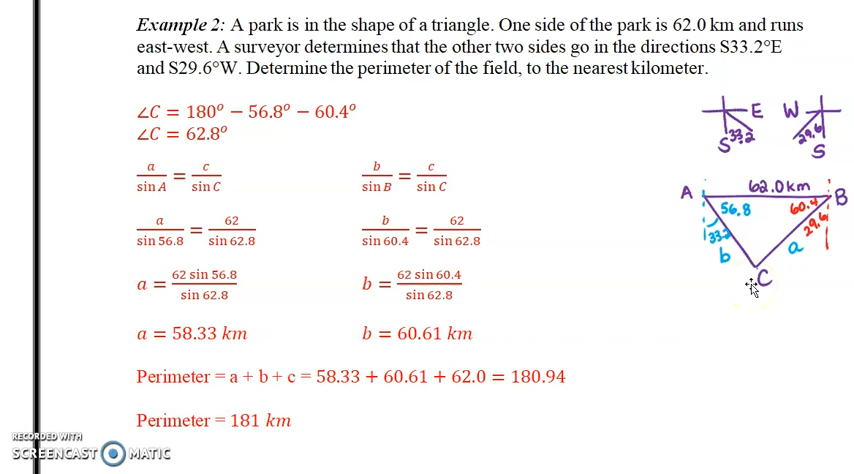 Example 2: A park is in the shape of a triangle. One side of the park is 62.0 km and runs
east-west. A surveyor determines that the other two sides go in the directions S33.2°E
and S29.6°W. Determine the perimeter of the field, to the nearest kilometer.
∠C = 180° − 56.8° − 60.4°
∠C = 62.8°
a/sin A = c/sin C
b/sin B = c/sin C
a/sin 56.8 = 62/sin 62.8
b/sin 60.4 = 62/sin 62.8
a = 62 sin 56.8/sin 62.8
b = 62 sin 60.4/sin 62.8
a = 58.33 km
b = 60.61 km
Perimeter = a + b + c = 58.33 + 60.61 + 62.0 = 180.94
Perimeter = 181 km
E
33.2
S
W
29.6
S
A
62.0km
B
56.8
60.4
33.2
29.6
b
a
C
RECORDED WITH
SCREENCAST O MATIC